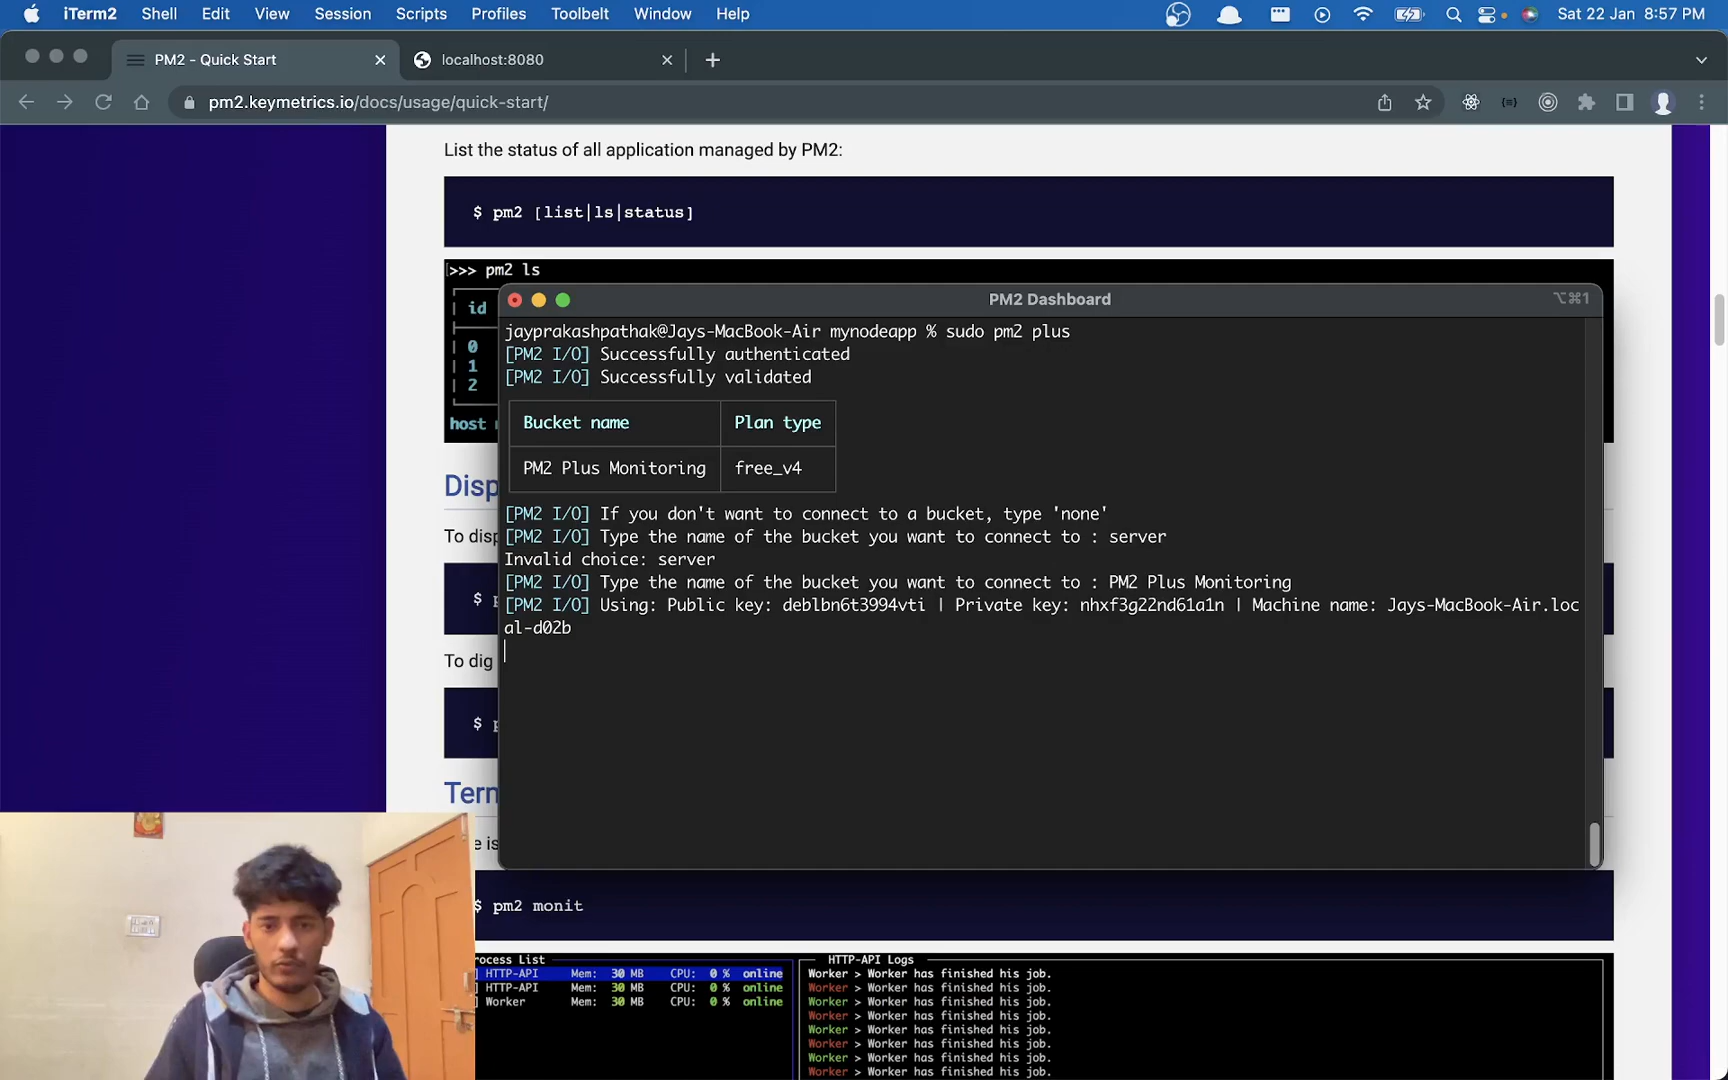 iTerm2 Shell Edit View Session Scripts Profiles Toolbelt Window Help Sat 22 Jan 8:57 PM
PM2 - Quick Start localhost:8080
pm2.keymetrics.io/docs/usage/quick-start/
List the status of all application managed by PM2:
$ pm2 [list|ls|status]
>>> pm2 ls
id
0
1
2
host
PM2 Dashboard ⌥⌘1
jayprakashpathak@Jays-MacBook-Air mynodeapp % sudo pm2 plus
[PM2 I/O] Successfully authenticated
[PM2 I/O] Successfully validated
Bucket name Plan type
PM2 Plus Monitoring free_v4
[PM2 I/O] If you don't want to connect to a bucket, type 'none'
[PM2 I/O] Type the name of the bucket you want to connect to : server
Invalid choice: server
[PM2 I/O] Type the name of the bucket you want to connect to : PM2 Plus Monitoring
[PM2 I/O] Using: Public key: deblbn6t3994vti | Private key: nhxf3g22nd61a1n | Machine name: Jays-MacBook-Air.loc
al-d02b
Disp
To disp
$ p
To dig
$ p
Term
e is
$ pm2 monit
rocess List HTTP-API Logs
] HTTP-API Mem: 30 MB CPU: 0 % online Worker > Worker has finished his job.
] HTTP-API Mem: 30 MB CPU: 0 % online Worker > Worker has finished his job.
] Worker Mem: 30 MB CPU: 0 % online Worker > Worker has finished his job.
Worker > Worker has finished his job.
Worker > Worker has finished his job.
Worker > Worker has finished his job.
Worker > Worker has finished his job.
Worker > Worker has finished his job.